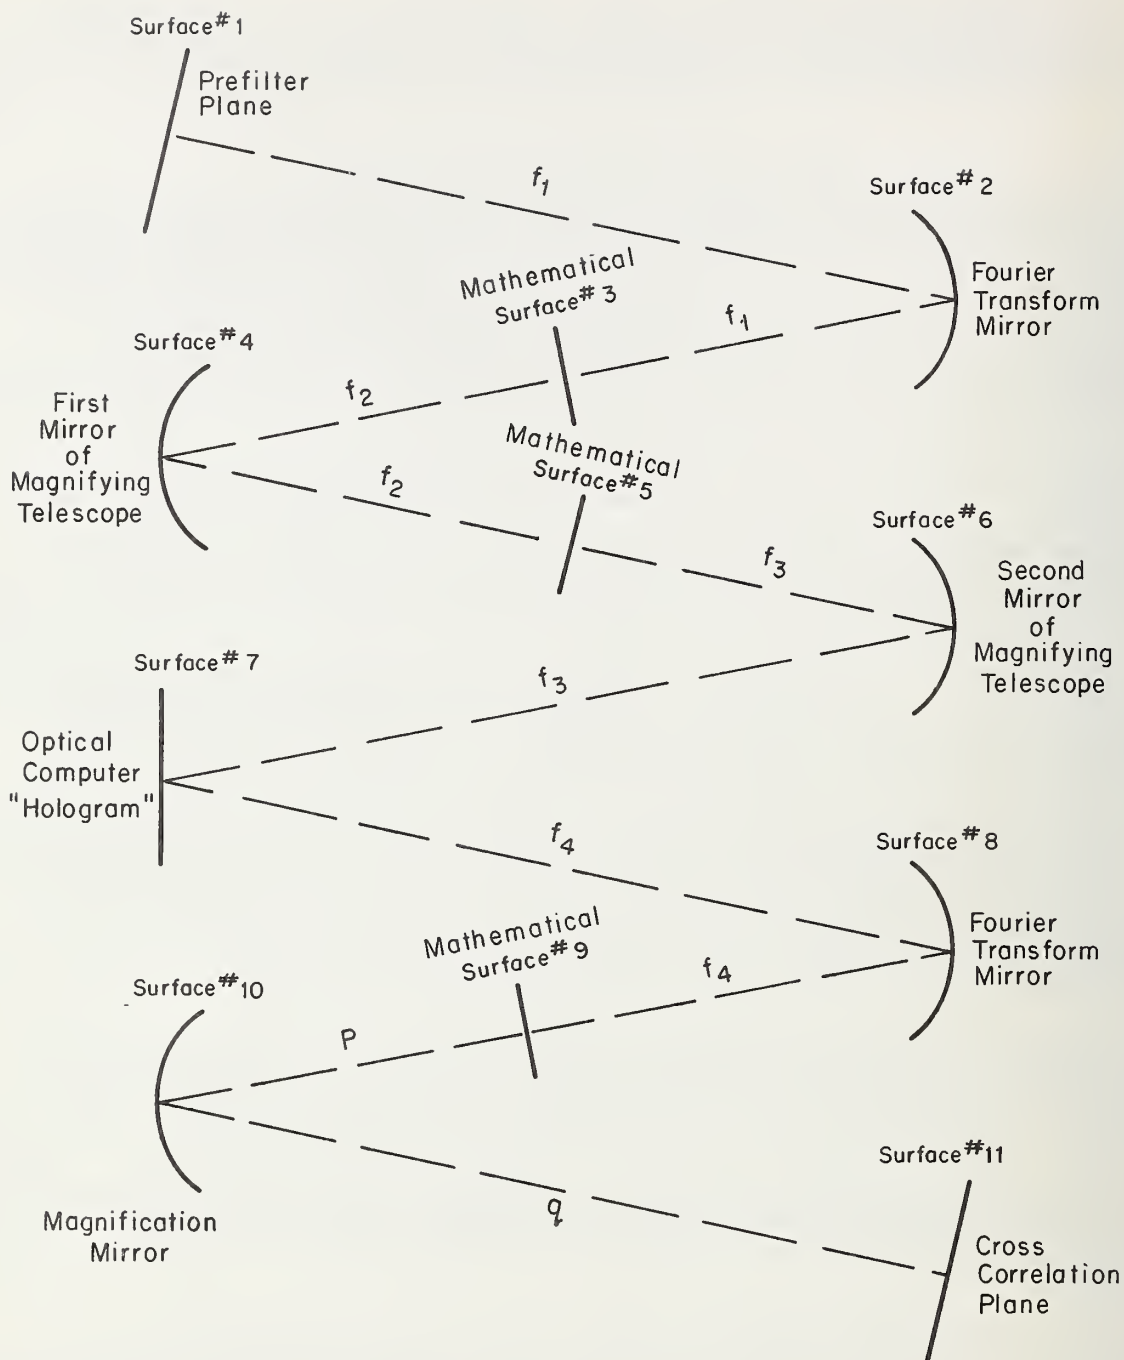 Surface #1
Prefilter
Plane
f1
Surface #2
Fourier
Transform
Mirror
Mathematical
Surface #3
f1
Surface #4
First
Mirror
of
Magnifying
Telescope
f2
Mathematical
Surface #5
f2
Surface #6
Second
Mirror
of
Magnifying
Telescope
f3
Surface #7
Optical
Computer
"Hologram"
f3
f4
Surface #8
Fourier
Transform
Mirror
Mathematical
Surface #9
f4
Surface #10
P
Magnification
Mirror
q
Surface #11
Cross
Correlation
Plane